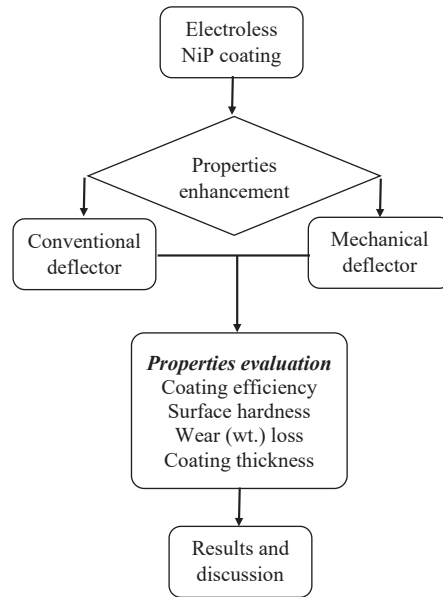 Electroless
NiP coating
Properties
enhancement
Conventional
deflector
Mechanical
deflector
Properties evaluation
Coating efficiency
Surface hardness
Wear (wt.) loss
Coating thickness
Results and
discussion